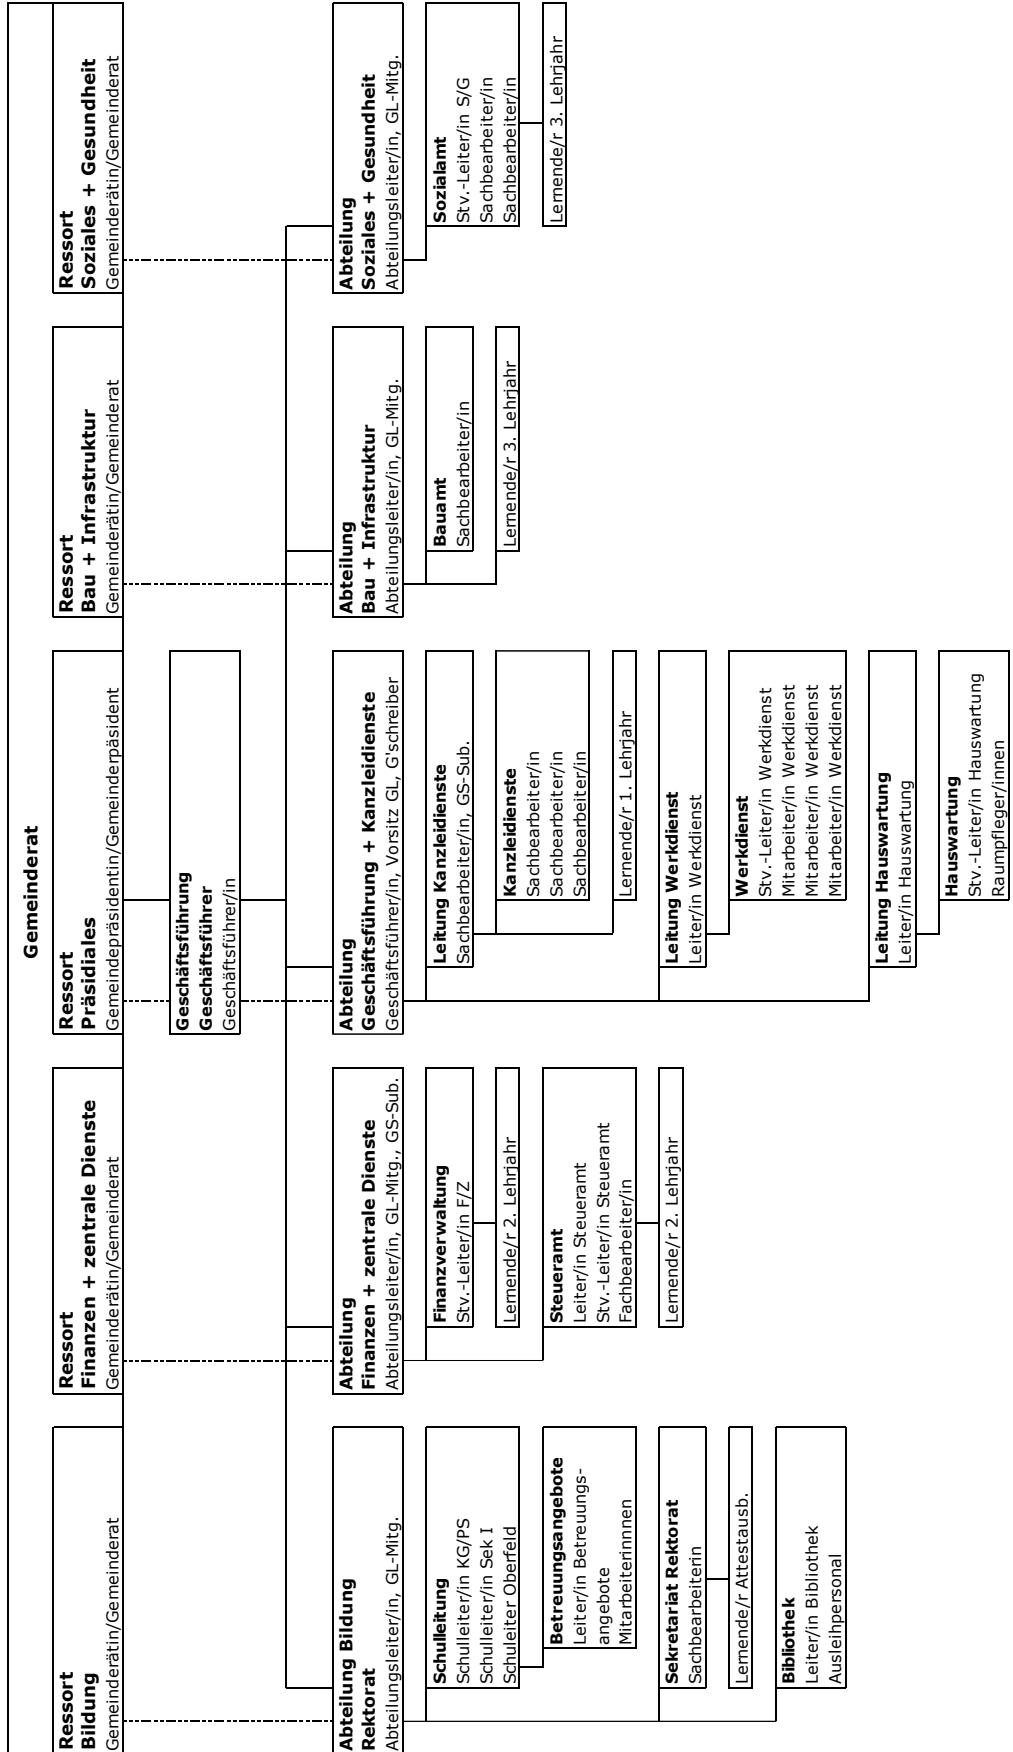 Gemeinderat
Ressort
Bildung
Gemeinderätin/Gemeinderat
Ressort
Finanzen + zentrale Dienste
Gemeinderätin/Gemeinderat
Ressort
Präsidiales
Gemeindepräsidentin/Gemeinderpäsident
Ressort
Bau + Infrastruktur
Gemeinderätin/Gemeinderat
Ressort
Soziales + Gesundheit
Gemeinderätin/Gemeinderat
Geschäftsführung
Geschäftsführer
Geschäftsführer/in
Abteilung Bildung
Rektorat
Abteilungsleiter/in, GL-Mitg.
Schulleitung
Schulleiter/in KG/PS
Schulleiter/in Sek I
Schuleiter Oberfeld
Betreuungsangebote
Leiter/in Betreuungs-
angebote
Mitarbeiterinnnen
Sekretariat Rektorat
Sachbearbeiterin
Lernende/r Attestausb.
Bibliothek
Leiter/in Bibliothek
Ausleihpersonal
Abteilung
Finanzen + zentrale Dienste
Abteilungsleiter/in, GL-Mitg., GS-Sub.
Finanzverwaltung
Stv.-Leiter/in F/Z
Lernende/r 2. Lehrjahr
Steueramt
Leiter/in Steueramt
Stv.-Leiter/in Steueramt
Fachbearbeiter/in
Lernende/r 2. Lehrjahr
Abteilung
Geschäftsführung + Kanzleidienste
Geschäftsführer/in, Vorsitz GL, G'schreiber
Leitung Kanzleidienste
Sachbearbeiter/in, GS-Sub.
Kanzleidienste
Sachbearbeiter/in
Sachbearbeiter/in
Sachbearbeiter/in
Lernende/r 1. Lehrjahr
Leitung Werkdienst
Leiter/in Werkdienst
Werkdienst
Stv.-Leiter/in Werkdienst
Mitarbeiter/in Werkdienst
Mitarbeiter/in Werkdienst
Mitarbeiter/in Werkdienst
Leitung Hauswartung
Leiter/in Hauswartung
Hauswartung
Stv.-Leiter/in Hauswartung
Raumpfleger/innen
Abteilung
Bau + Infrastruktur
Abteilungsleiter/in, GL-Mitg.
Bauamt
Sachbearbeiter/in
Lernende/r 3. Lehrjahr
Abteilung
Soziales + Gesundheit
Abteilungsleiter/in, GL-Mitg.
Sozialamt
Stv.-Leiter/in S/G
Sachbearbeiter/in
Sachbearbeiter/in
Lernende/r 3. Lehrjahr